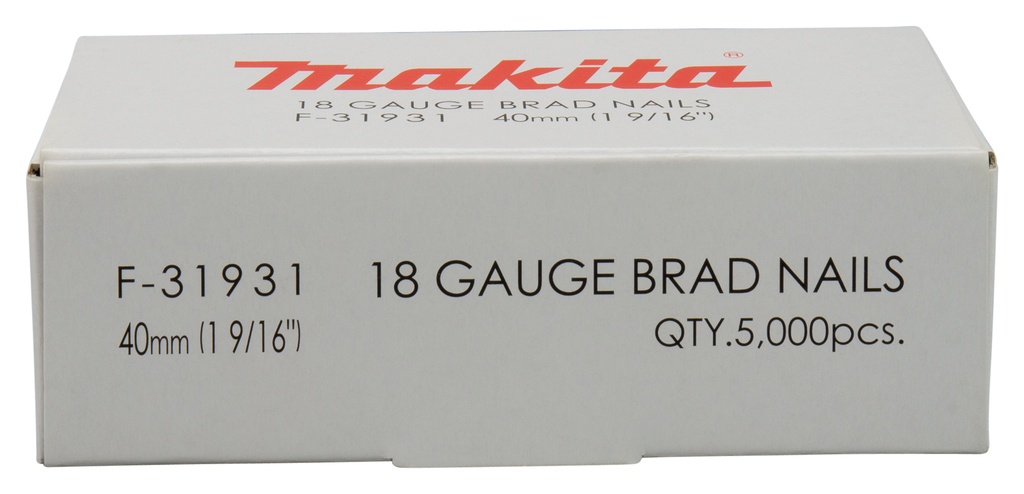 makita®
18 GAUGE BRAD NAILS
F-31931 40mm (1 9/16")
F-31931 18 GAUGE BRAD NAILS
40mm (1 9/16") QTY.5,000pcs.